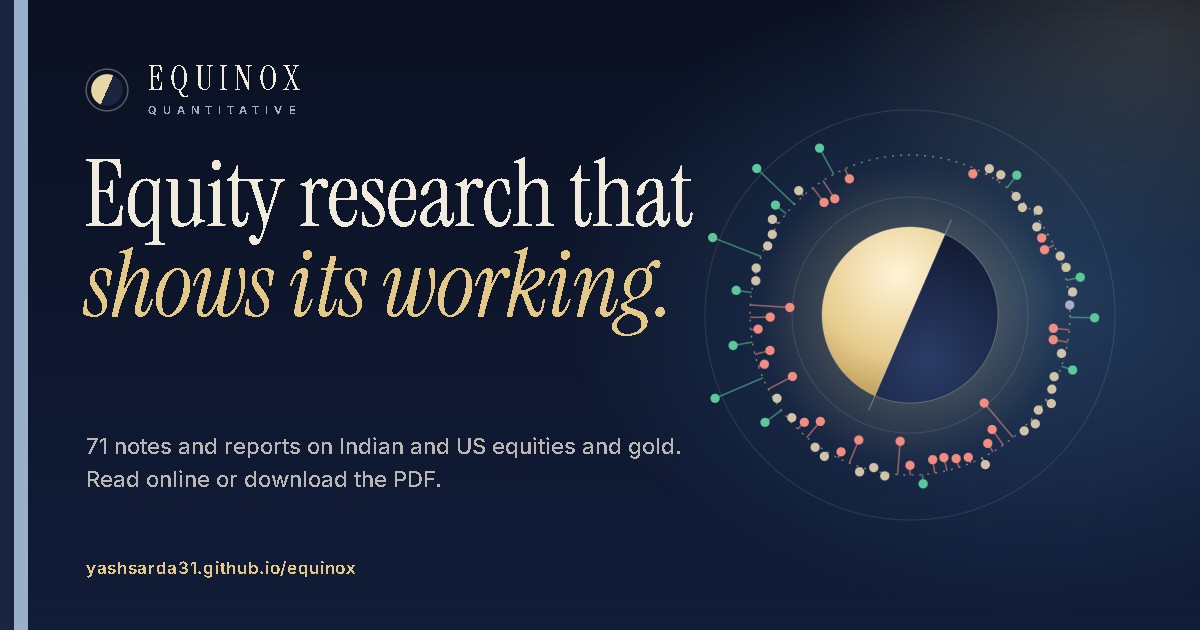 EQUINOX
QUANTITATIVE
Equity research that
shows its working.
71 notes and reports on Indian and US equities and gold.
Read online or download the PDF.
yashsarda31.github.io/equinox